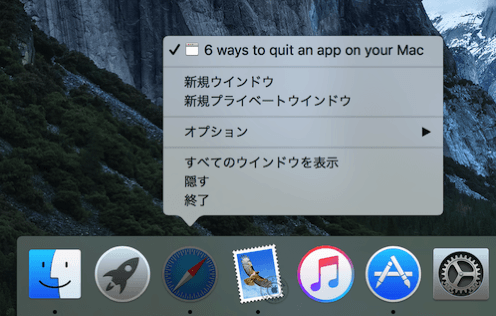 ✓ 6 ways to quit an app on your Mac
新規ウインドウ
新規プライベートウインドウ
オプション ▶
すべてのウインドウを表示
隠す
終了